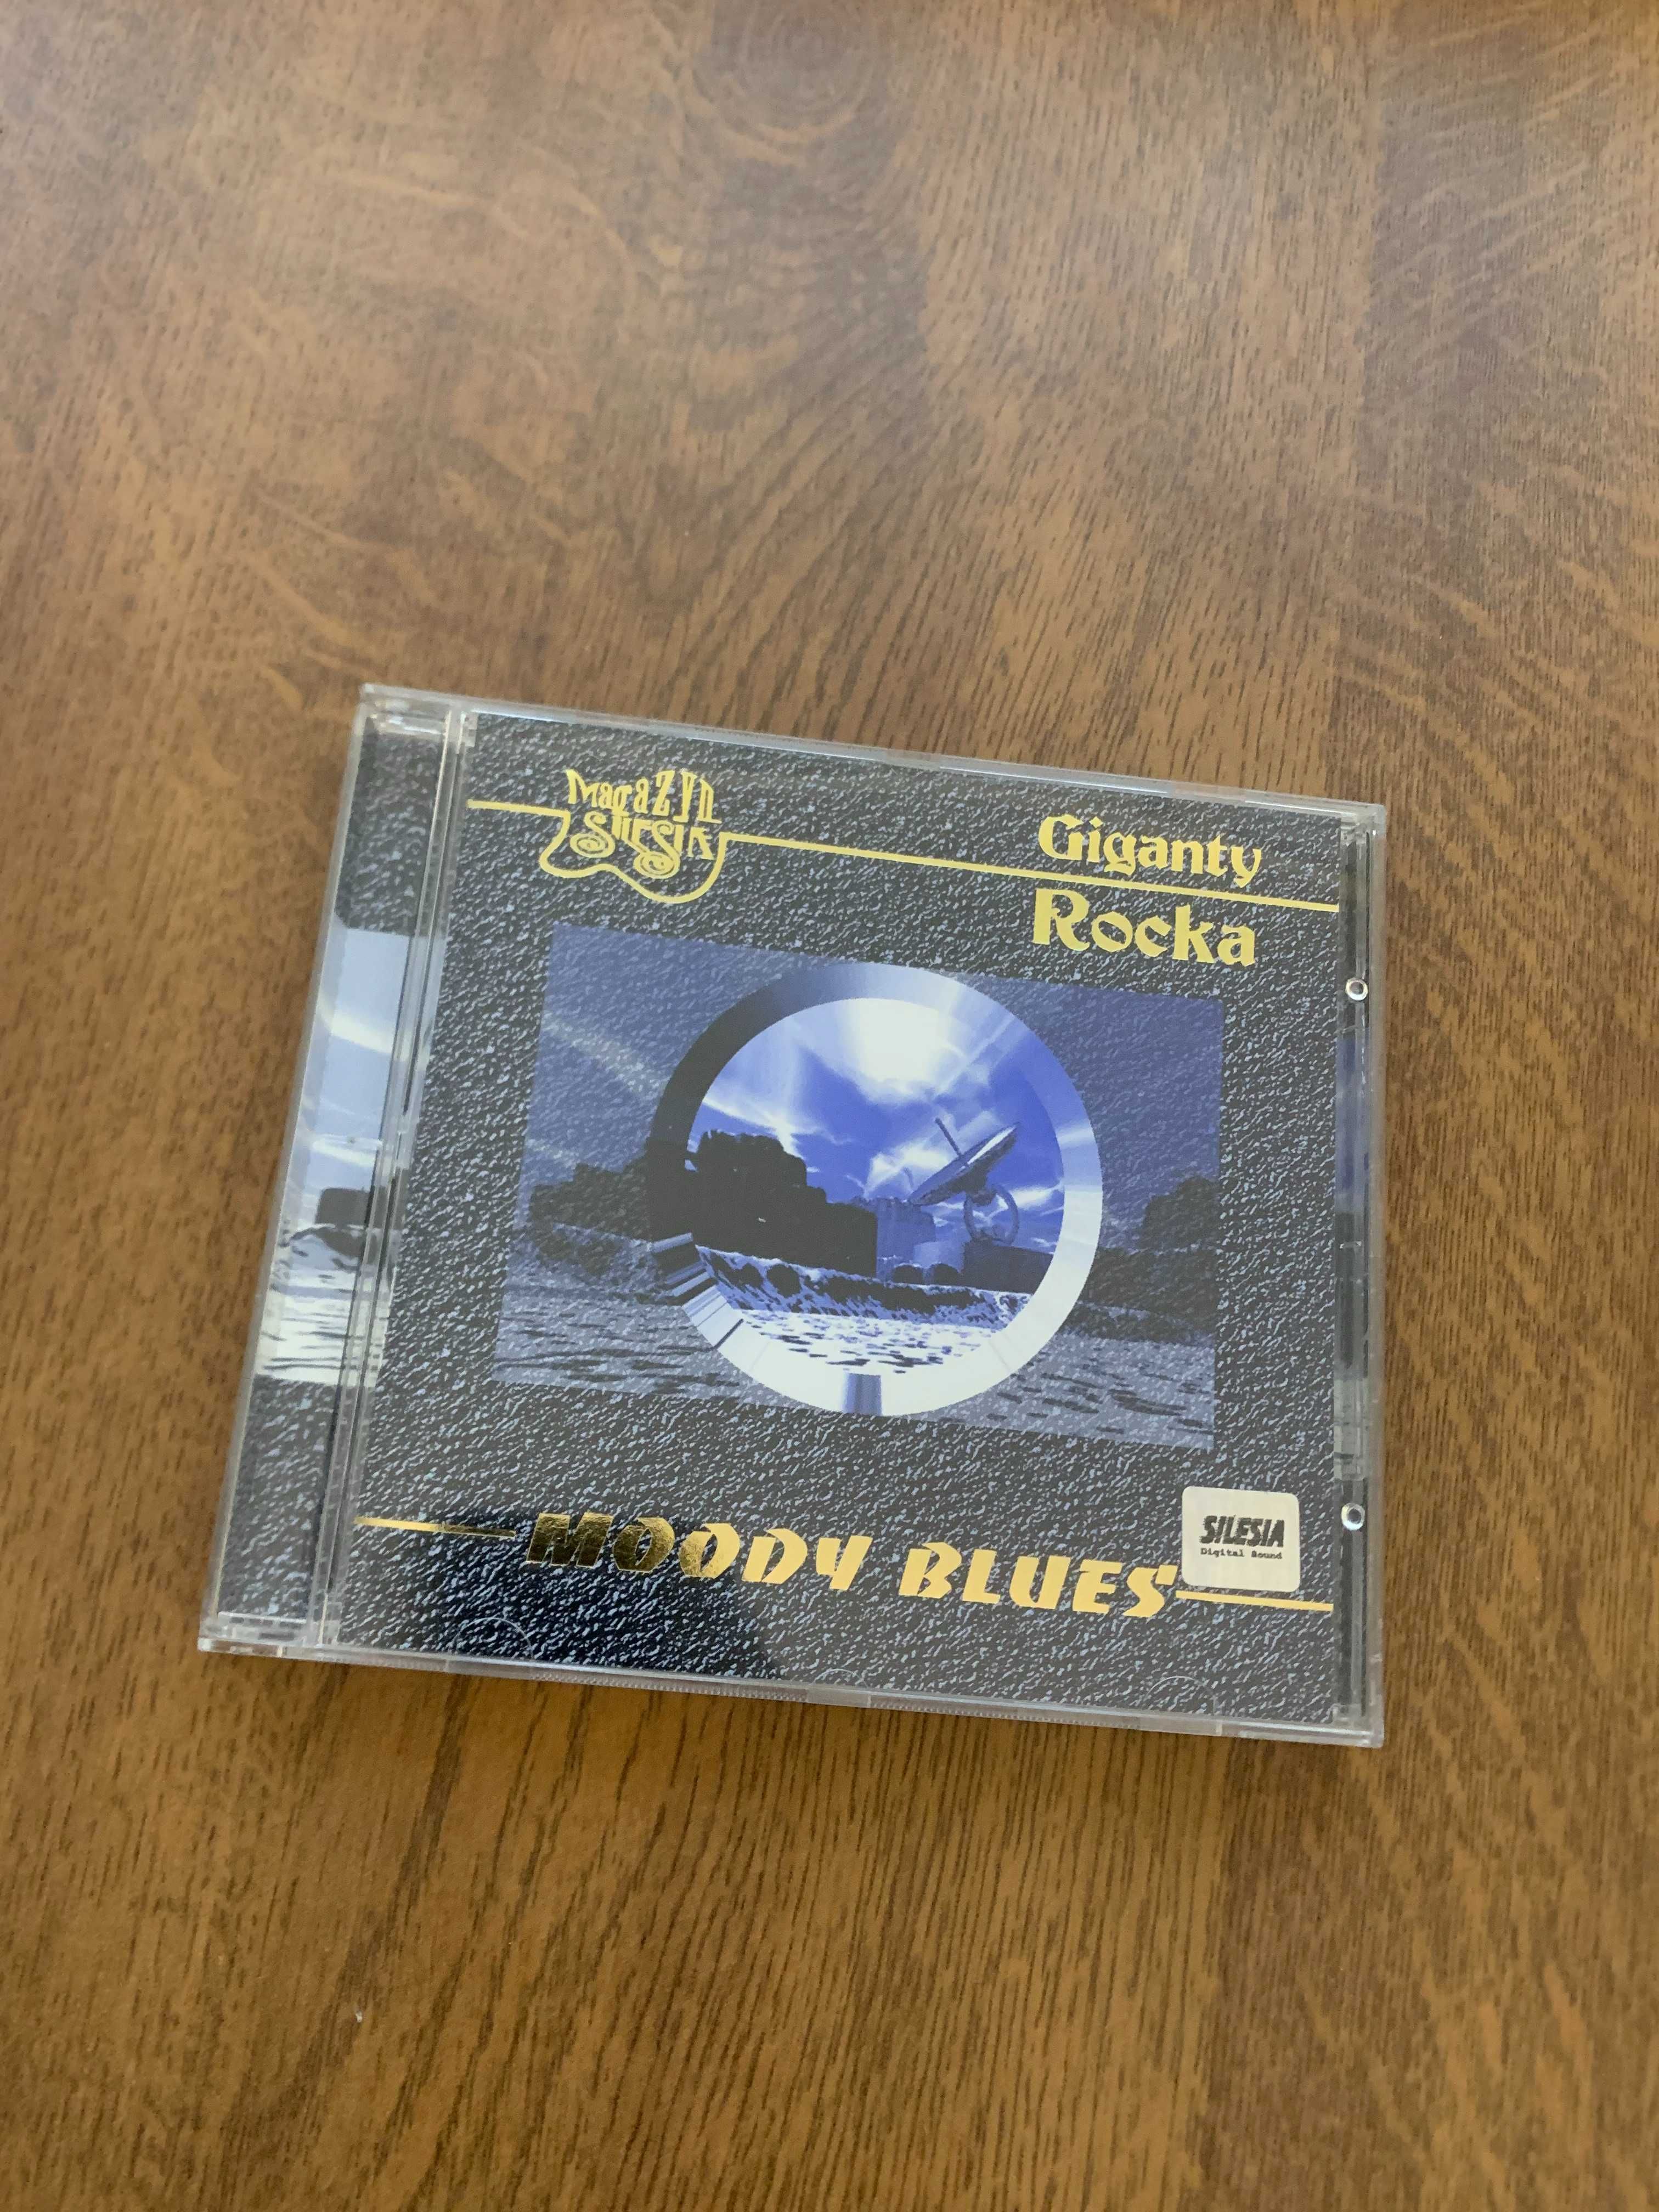 Magazyn
Silesia
Giganty
Rocka
MOODY BLUES
SILESIA
Digital Sound